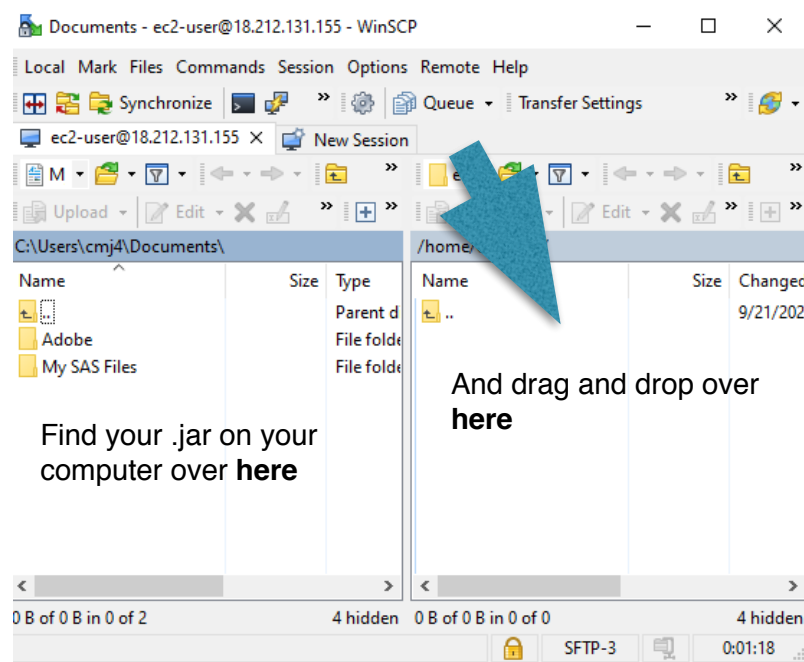 Documents - ec2-user@18.212.131.155 - WinSCP
Local Mark Files Commands Session Options Remote Help
Synchronize » Queue Transfer Settings »
ec2-user@18.212.131.155 × New Session
M » e »
Upload Edit » Edit »
C:\Users\cmj4\Documents\ /home/
Name Size Type Name Size Changed
.. Parent d .. 9/21/202
Adobe File folde
My SAS Files File folde
And drag and drop over
here
Find your .jar on your
computer over here
0 B of 0 B in 0 of 2 4 hidden 0 B of 0 B in 0 of 0 4 hidden
SFTP-3 0:01:18